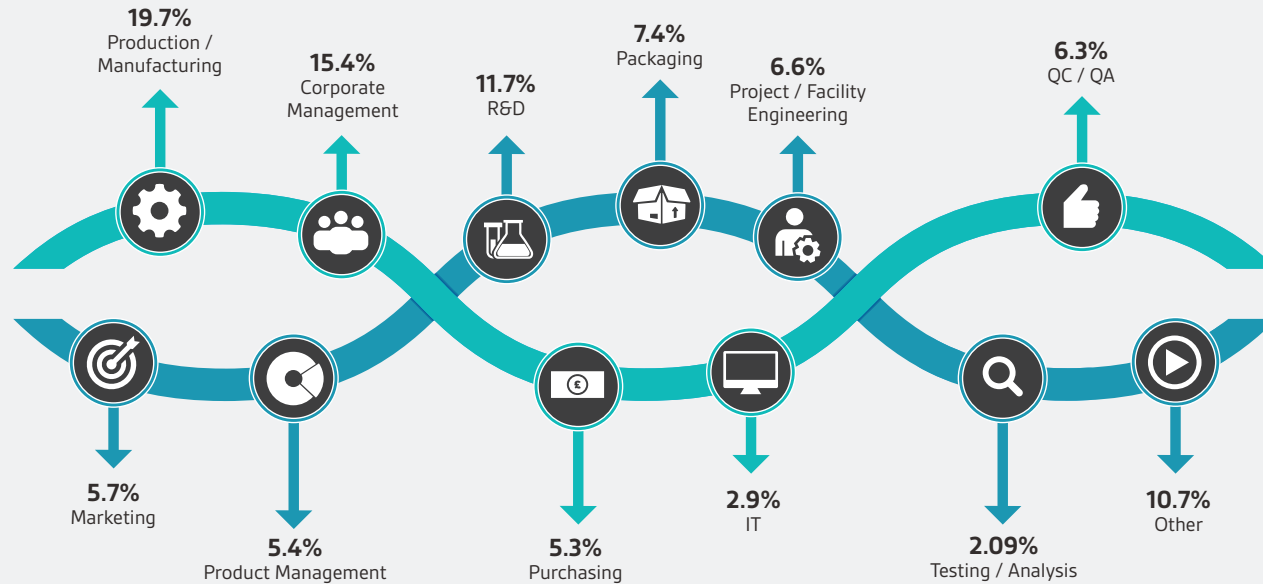 19.7%
Production /
Manufacturing
15.4%
Corporate
Management
11.7%
R&D
7.4%
Packaging
6.6%
Project / Facility
Engineering
6.3%
QC / QA
£
5.7%
Marketing
5.4%
Product Management
5.3%
Purchasing
2.9%
IT
2.09%
Testing / Analysis
10.7%
Other